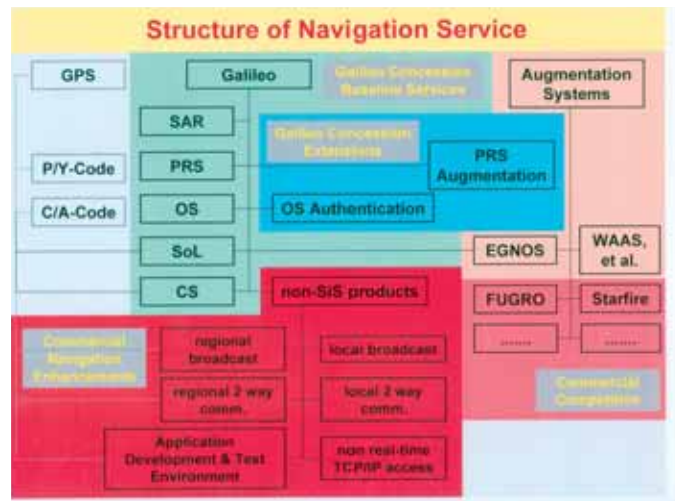 Structure of Navigation Service
GPS
Galileo
Galileo Concession
Baseline Services
Augmentation
Systems
SAR
Galileo Concession
Extensions
P/Y-Code
PRS
PRS
Augmentation
C/A-Code
OS
OS Authentication
SoL
EGNOS
WAAS,
et al.
CS
non-SiS products
FUGRO
Starfire
Commercial
Navigation
Enhancements
regional
broadcast
local broadcast
.......
.......
regional 2 way
comm.
local 2 way
comm.
Commercial
Competitors
Application
Development & Test
Environment
non real-time
TCP/IP access